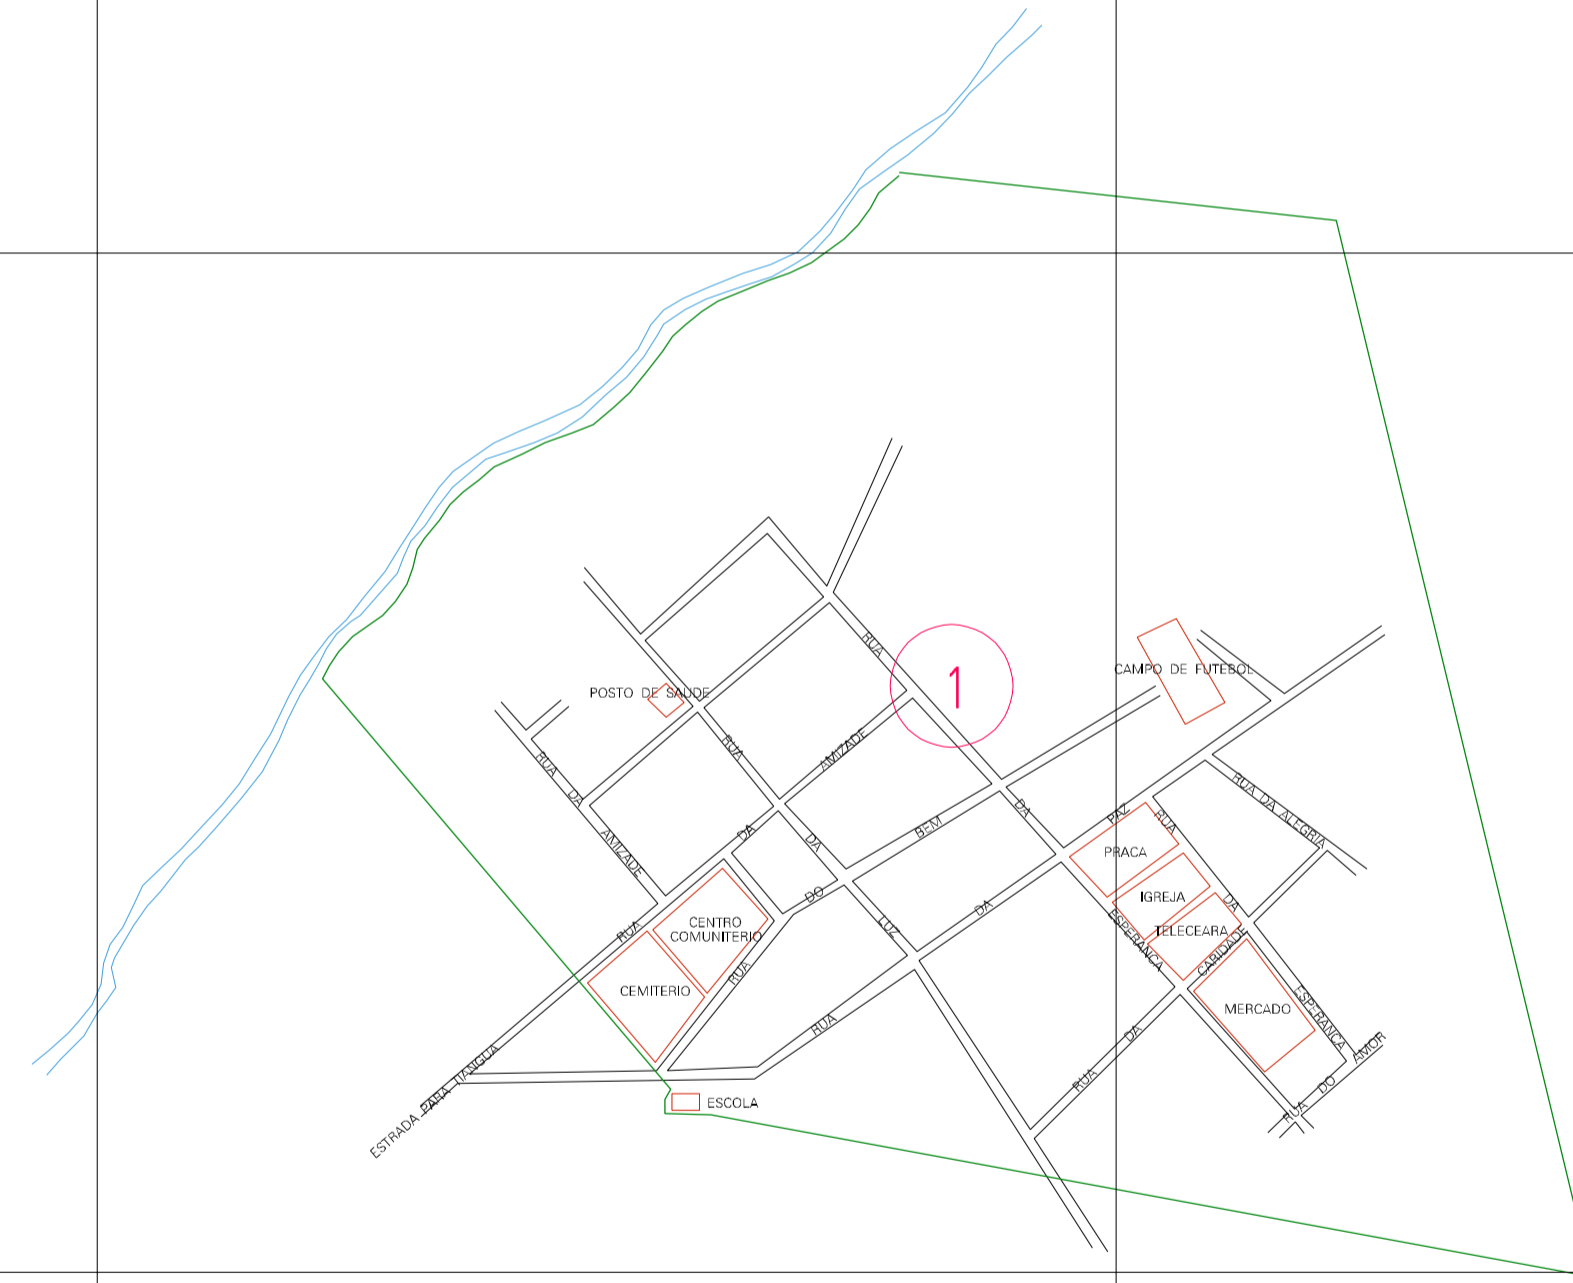 RUA
1
CAMPO DE FUTEBOL
POSTO DE SAUDE
RUA
AMIZADE
RUA
DA
RUA DA ALEGRIA
DA
PAZ
RUA
BEM
DA
DA
AMIZADE
PRACA
IGREJA
DO
DA
DA
LUZ
ESPERANCA
RUA
CENTRO
COMUNITERIO
TELECEARA
CARIDADE
RUA
CEMITERIO
MERCADO
ESPERANCA
RUA
DA
AMOR
ESTRADA PARA TIANGUA
RUA
DO
RUA
ESCOLA